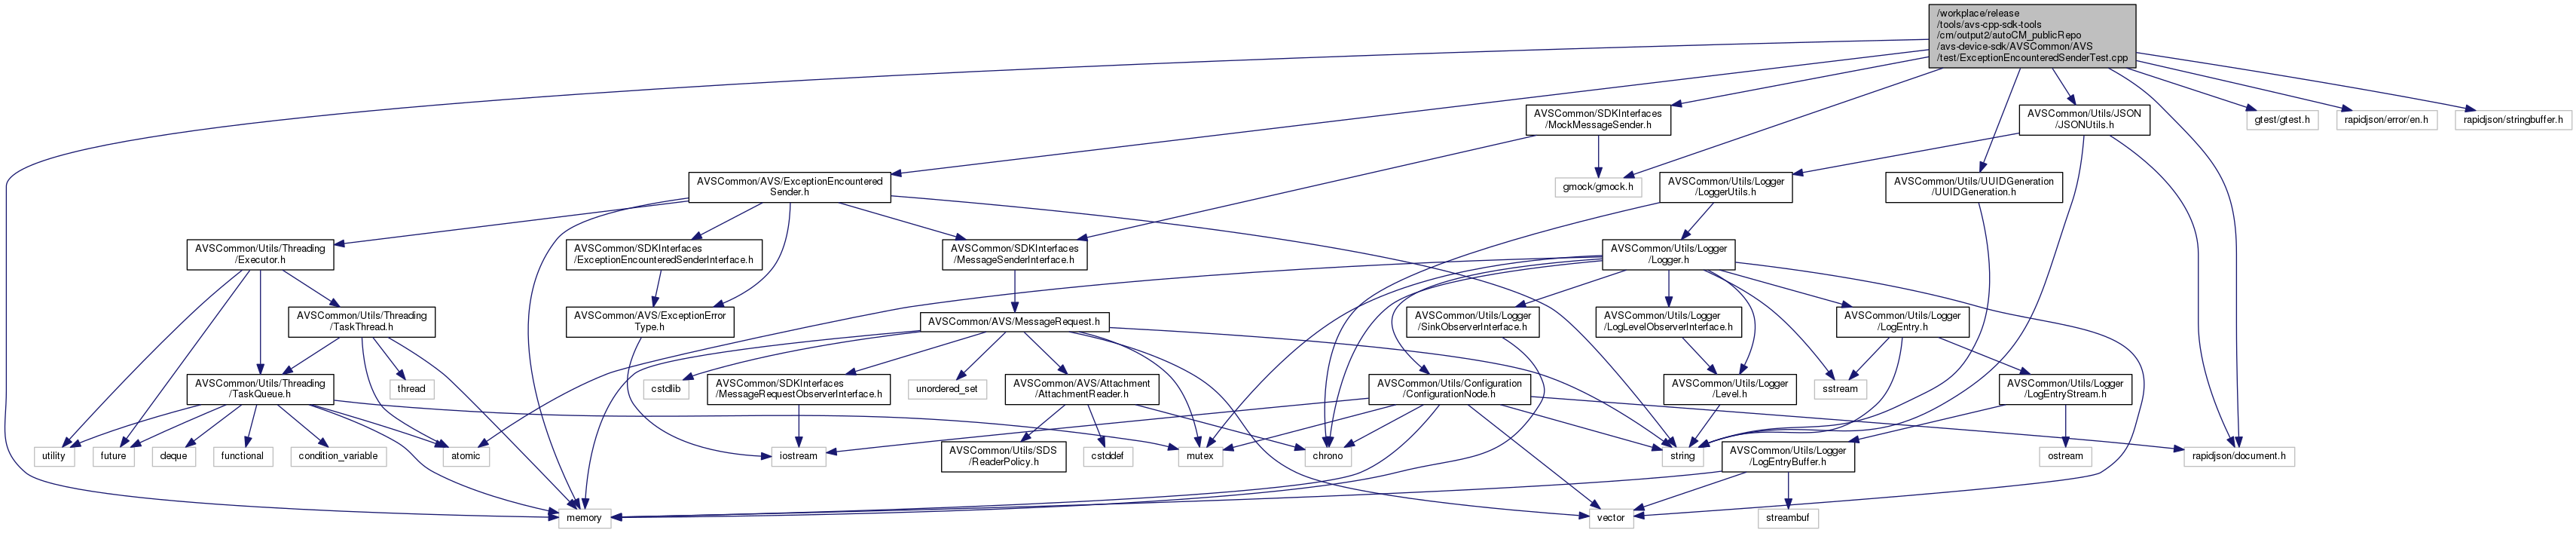 /workplace/release
/tools/avs-cpp-sdk-tools
/cm/output2/autoCM_publicRepo
/avs-device-sdk/AVSCommon/AVS
/test/ExceptionEncounteredSenderTest.cpp
AVSCommon/SDKInterfaces
/MockMessageSender.h
AVSCommon/Utils/JSON
/JSONUtils.h
gtest/gtest.h
rapidjson/error/en.h
rapidjson/stringbuffer.h
AVSCommon/AVS/ExceptionEncountered
Sender.h
gmock/gmock.h
AVSCommon/Utils/Logger
/LoggerUtils.h
AVSCommon/Utils/UUIDGeneration
/UUIDGeneration.h
AVSCommon/Utils/Threading
/Executor.h
AVSCommon/SDKInterfaces
/ExceptionEncounteredSenderInterface.h
AVSCommon/SDKInterfaces
/MessageSenderInterface.h
AVSCommon/Utils/Logger
/Logger.h
AVSCommon/Utils/Threading
/TaskThread.h
AVSCommon/AVS/ExceptionError
Type.h
AVSCommon/AVS/MessageRequest.h
AVSCommon/Utils/Logger
/SinkObserverInterface.h
AVSCommon/Utils/Logger
/LogLevelObserverInterface.h
AVSCommon/Utils/Logger
/LogEntry.h
AVSCommon/Utils/Threading
/TaskQueue.h
thread
cstdlib
AVSCommon/SDKInterfaces
/MessageRequestObserverInterface.h
unordered_set
AVSCommon/AVS/Attachment
/AttachmentReader.h
AVSCommon/Utils/Configuration
/ConfigurationNode.h
AVSCommon/Utils/Logger
/Level.h
sstream
AVSCommon/Utils/Logger
/LogEntryStream.h
utility
future
deque
functional
condition_variable
atomic
iostream
AVSCommon/Utils/SDS
/ReaderPolicy.h
cstddef
mutex
chrono
string
AVSCommon/Utils/Logger
/LogEntryBuffer.h
ostream
rapidjson/document.h
memory
vector
streambuf